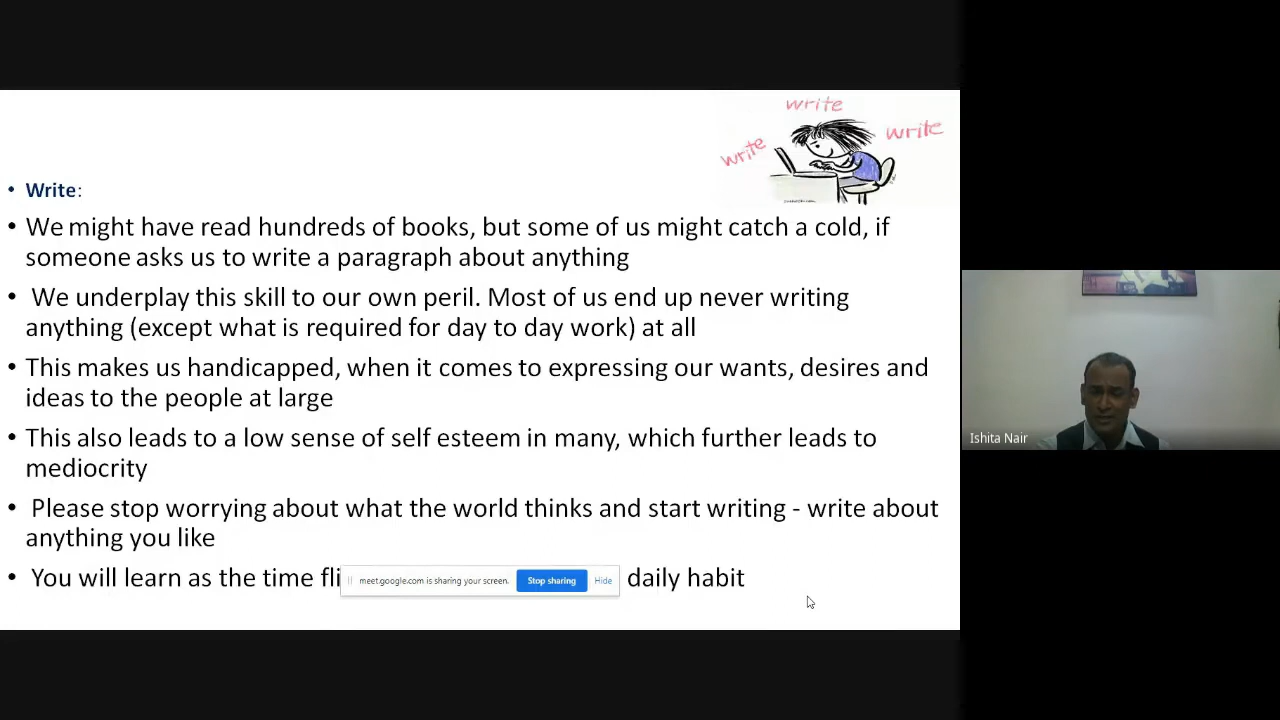 write
write
write
• Write:
• We might have read hundreds of books, but some of us might catch a cold, if
someone asks us to write a paragraph about anything
• We underplay this skill to our own peril. Most of us end up never writing
anything (except what is required for day to day work) at all
• This makes us handicapped, when it comes to expressing our wants, desires and
ideas to the people at large
• This also leads to a low sense of self esteem in many, which further leads to
mediocrity
• Please stop worrying about what the world thinks and start writing - write about
anything you like
• You will learn as the time fli daily habit
meet.google.com is sharing your screen. Stop sharing Hide
Ishita Nair